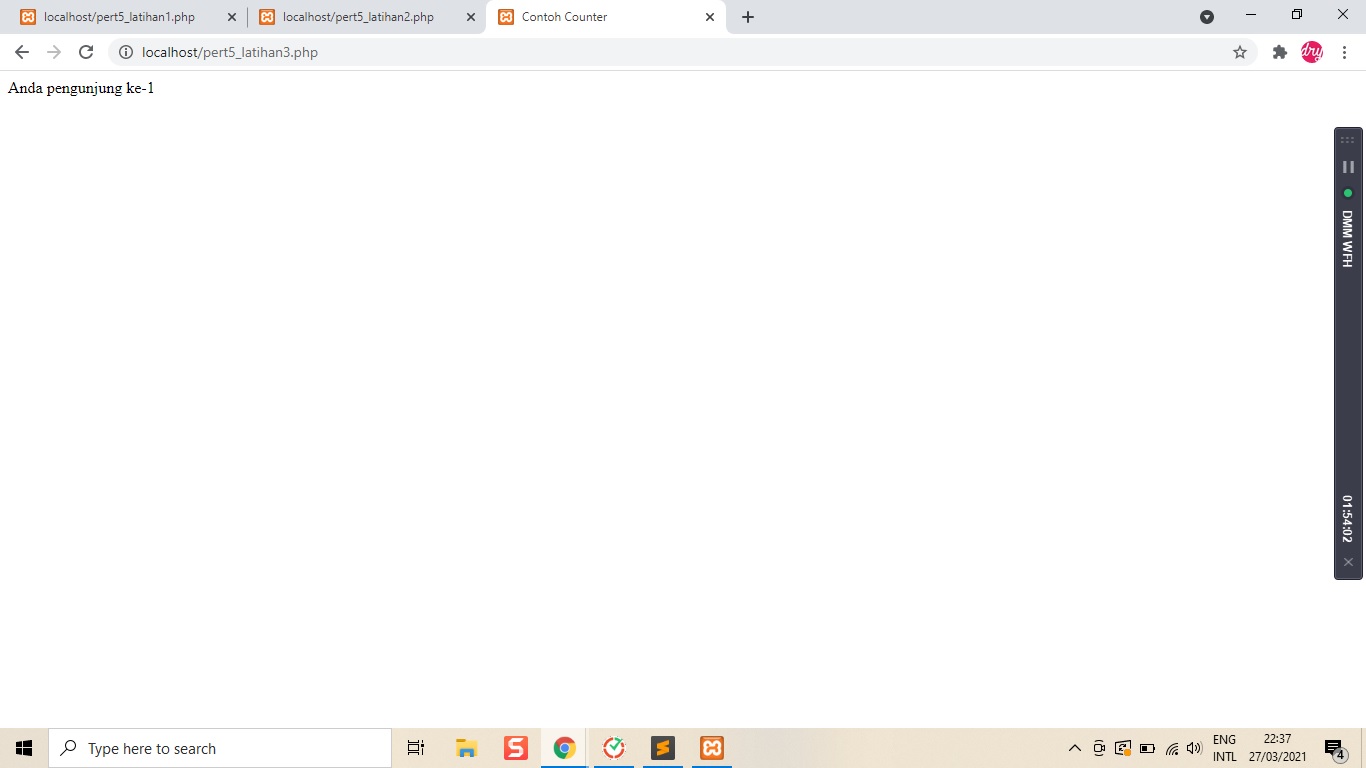 localhost/pert5_latihan1.php
localhost/pert5_latihan2.php
Contoh Counter
localhost/pert5_latihan3.php
dry
Anda pengunjung ke-1
DMM WFH
01:54:02
Type here to search
S
ENG
INTL
22:37
27/03/2021
4